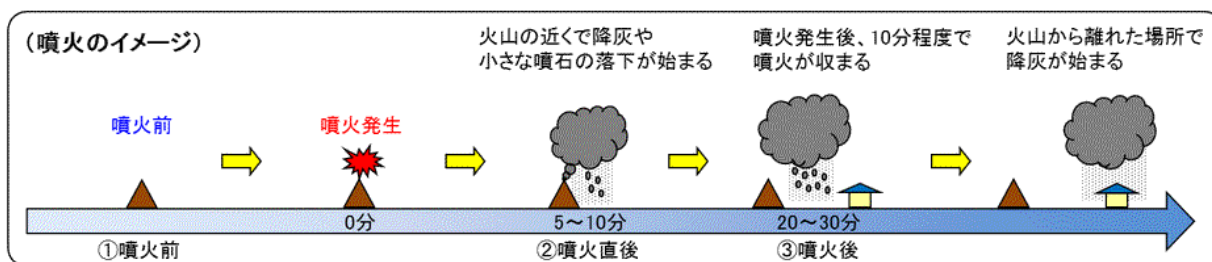 (噴火のイメージ)
火山の近くで降灰や
小さな噴石の落下が始まる
噴火発生後、10分程度で
噴火が収まる
火山から離れた場所で
降灰が始まる
噴火前
噴火発生
0分
5～10分
20～30分
①噴火前
②噴火直後
③噴火後